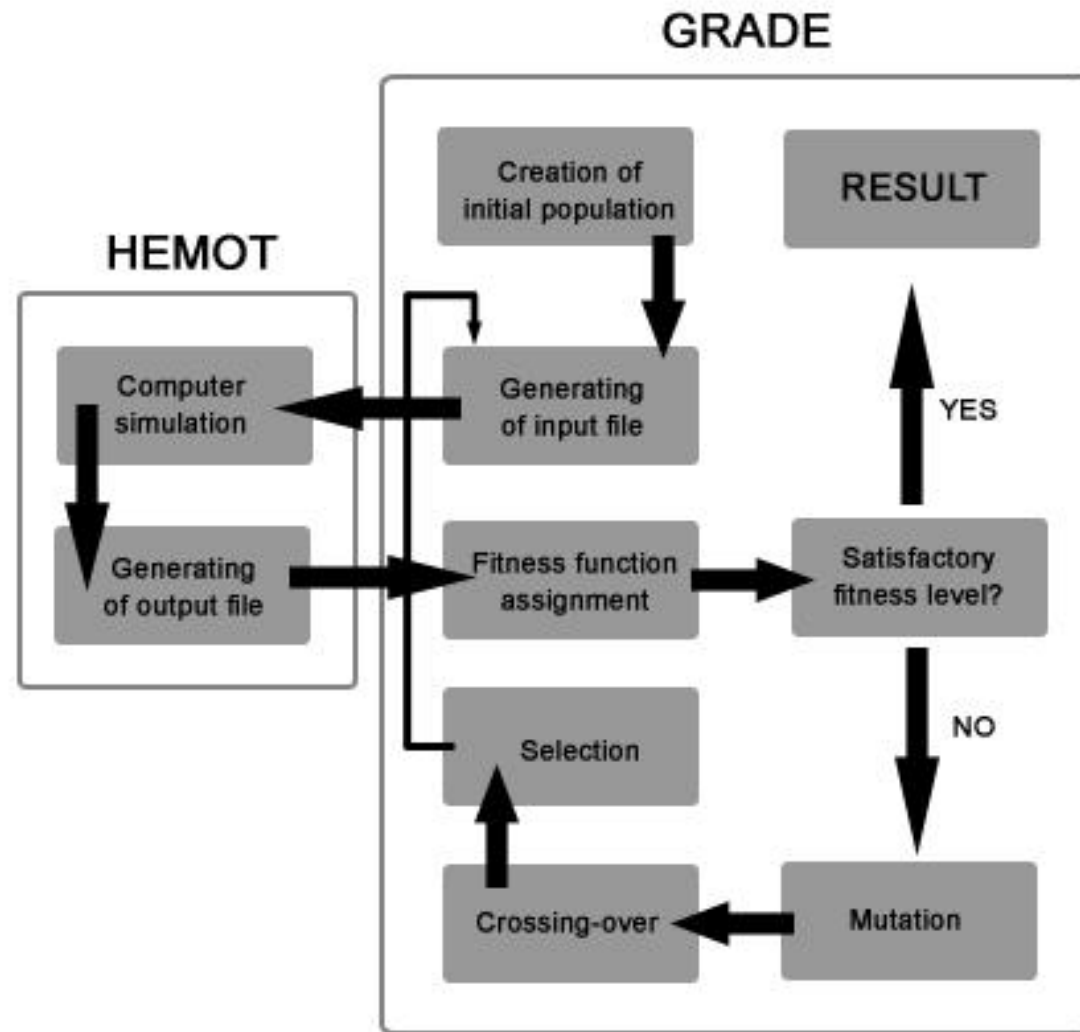 GRADE
Creation of
initial population
RESULT
HEMOT
Computer
simulation
Generating
of input file
YES
Generating
of output file
Fitness function
assignment
Satisfactory
fitness level?
Selection
NO
Crossing-over
Mutation